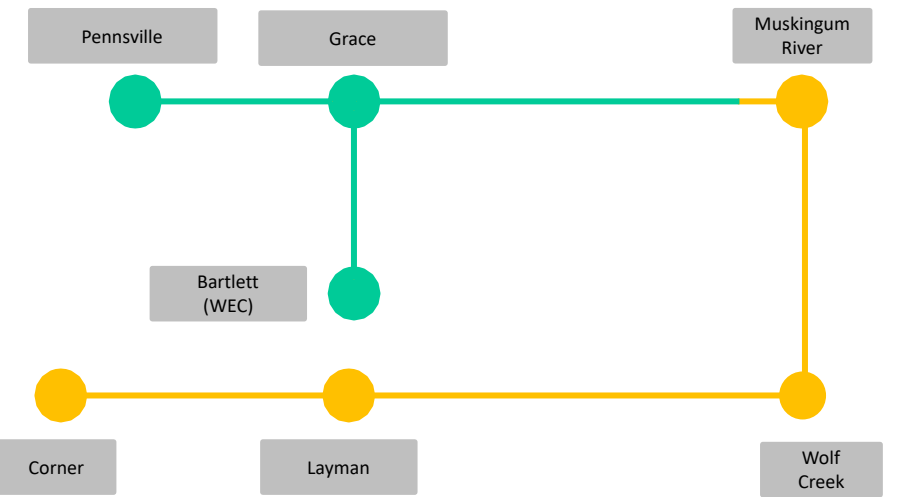 Pennsville
Grace
Muskingum
River
Bartlett
(WEC)
Corner
Layman
Wolf
Creek